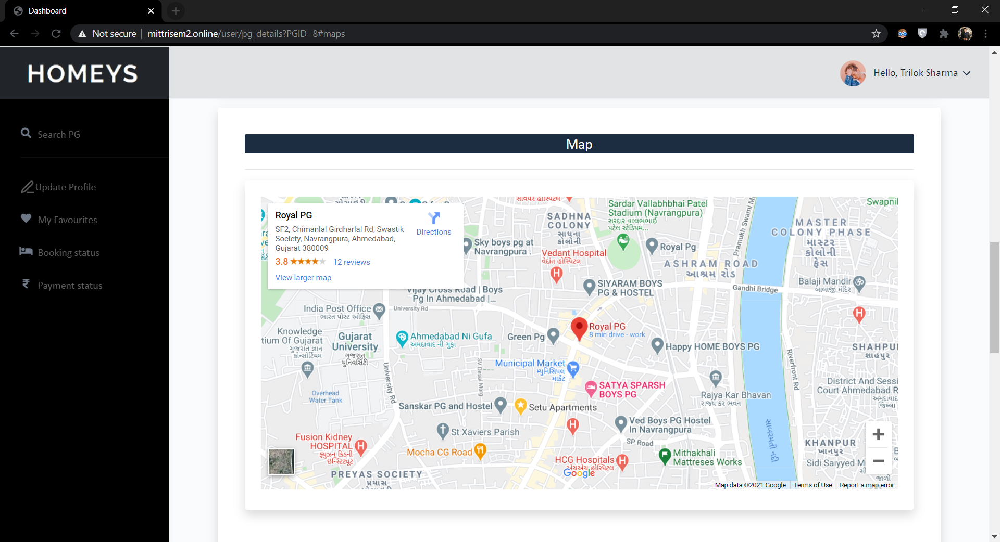 Dashboard
Not secure
mittrisem2.online/user/pg_details?PGID=8#maps
HOMEYS
Hello, Trilok Sharma
Search PG
Update Profile
My Favourites
Booking status
Payment status
Map
Royal PG
SF2, Chimanlal Girdharlal Rd, Swastik
Society, Navrangpura, Ahmedabad,
Gujarat 380009
3.8
12 reviews
View larger map
Directions
Sardar Vallabhbhai Patel
Stadium (Navrangpura)
સરદાર વલ્લભભાઈ
પટેલ સ્ટેડિયમ...
Swapnil
SADHNA
COLONY
સાધના
કોલોની
Pramukh Swami Ma
MASTER
COLONY PHASE
માસ્ટર
કોલોની
ફેસ
Sky boys pg at
Navrangpura .
Vedant Hospital
વેદાંત હોસ્પિટલ
Royal Pg
ASHRAM ROAD
આશ્રમ રોડ
SIYARAM BOYS
PG & HOSTEL
Gandhi Bridge
Balaji Mandir
બાલાજી મંદિર
Vijay Cross Road | Boys
Pg In Ahmedabad |...
India Post Office
ભારત પોસ્ટ ઓફિસ
University Rd
Knowledge
tium Of Gujarat
ગુજરાત જ્ઞાન
કોન્સોર્ટિયમ
Gujarat
University
ગુજરાત
યુનિવર્સિટી
Ahmedabad Ni Gufa
અમદાવાદ ની ગુફા
Green Pg
Royal PG
8 min drive - work
Happy HOME BOYS PG
SHAHPU
શાહપુર
Municipal Market
મ્યુનિસિપલ
માર્કેટ
SV Desai Marg
University Rd
Riverfront Rd
Overhead
Water Tank
SATYA SPARSH
BOYS PG
Rajya Kar Bhavan
રાજ્ય કર ભવન
District And Sessi
Court Ahmedabad R
અમદાવાદ
જિલ્લા
Sanskar PG and Hostel
Setu Apartments
Ved Boys PG Hostel
In Navrangpura
St Xaviers Parish
SP Road
સાબરમતી નદી
Fusion Kidney
HOSPITAL
ફ્યુઝન કિડની
ઇન્સ્ટિટ્યૂટ
Mocha CG Road
KHANPUR
ખાનપુર
Mithakhali
Mattreses Works
HCG Hospitals
એચસીએચ હોસ્પિટલ
Sidi Saiyyed M
જાળી
PREYAS SOCIETY
પ્રયાસ
Google
Map data ©2021 Google
Terms of Use
Report a map error